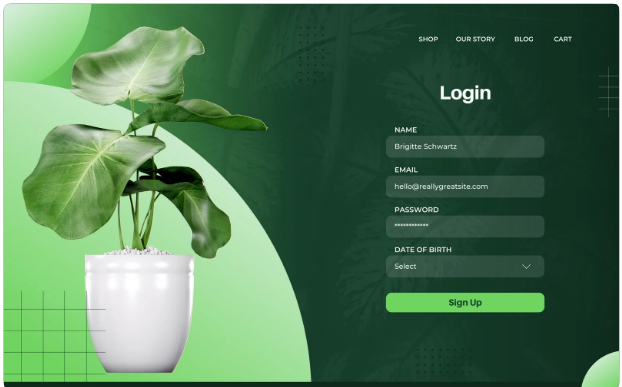 SHOP OUR STORY BLOG CART
Login
NAME
Brigitte Schwartz
EMAIL
hello@reallygreatsite.com
PASSWORD
************
DATE OF BIRTH
Select
Sign Up